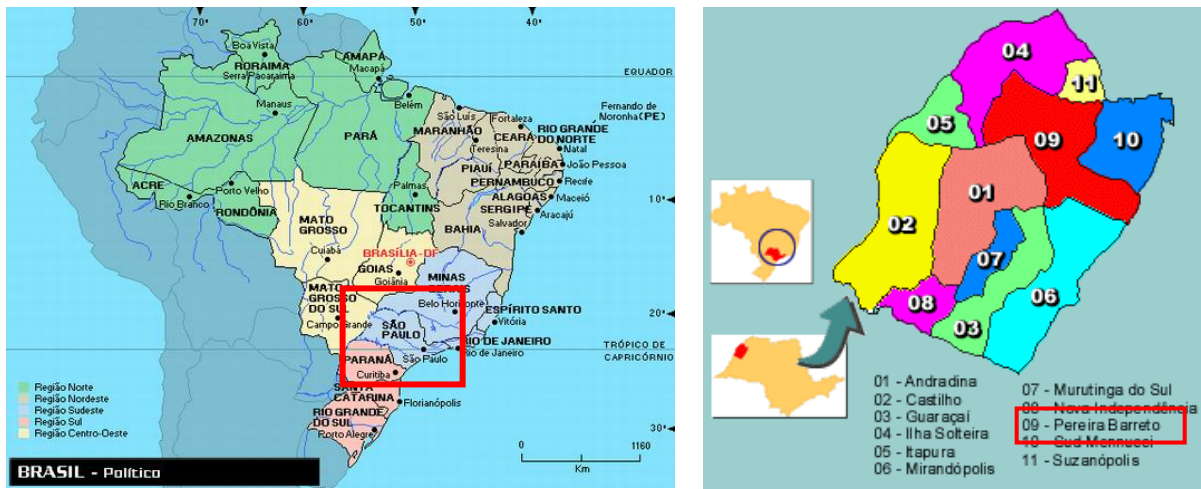 70°
60°
50°
40°
Boa Vista
RORAIMA
Serra Pacaraima
AMAPÁ
Macapá
EQUADOR
Manaus
Belém
São Luís
Fortaleza
Fernando de
Noronha(PE)
AMAZONAS
PARÁ
MARANHÃO
Teresina
CEARÁ
RIO GRANDE
DO NORTE
Natal
PARAÍBA
João Pessoa
PIAUÍ
PERNAMBUCO
Recife
ACRE
Rio Branco
Porto Velho
RONDÔNIA
Palmas
TOCANTINS
ALAGOAS
Maceió
SERGIPE
Aracajú
10°
MATO
GROSSO
Cuiabá
BAHIA
Salvador
BRASÍLIA-DF
GOIAS
Goiânia
MINAS
GERAIS
MATO
GROSSO
DO SUL
Campo Grande
Belo Horizonte
ESPÍRITO SANTO
Vitória
20°
SÃO
PAULO
São Paulo
RIO DE JANEIRO
Rio de Janeiro
TRÓPICO DE
CAPRICÓRNIO
PARANÁ
Curitiba
SANTA
CATARINA
Florianópolis
RIO GRANDE
DO SUL
Porto Alegre
30°
Região Norte
Região Nordeste
Região Sudeste
Região Sul
Região Centro-Oeste
0
1160
Km
BRASIL - Político
04
11
05
09
10
01
02
07
08
06
03
01 - Andradina
02 - Castilho
03 - Guaraçaí
04 - Ilha Solteira
05 - Itapura
06 - Mirandópolis
07 - Murutinga do Sul
08 - Nova Independência
09 - Pereira Barreto
10 - Sud Mennucci
11 - Suzanópolis